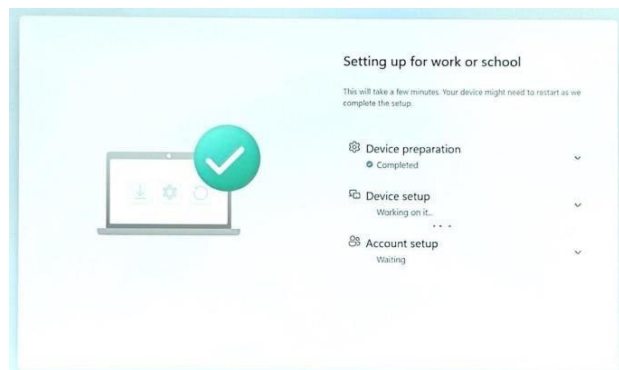 Setting up for work or school
This will take a few minutes. Your device might need to restart as we
complete the setup.
Device preparation
Completed
Device setup
Working on it...
Account setup
Waiting